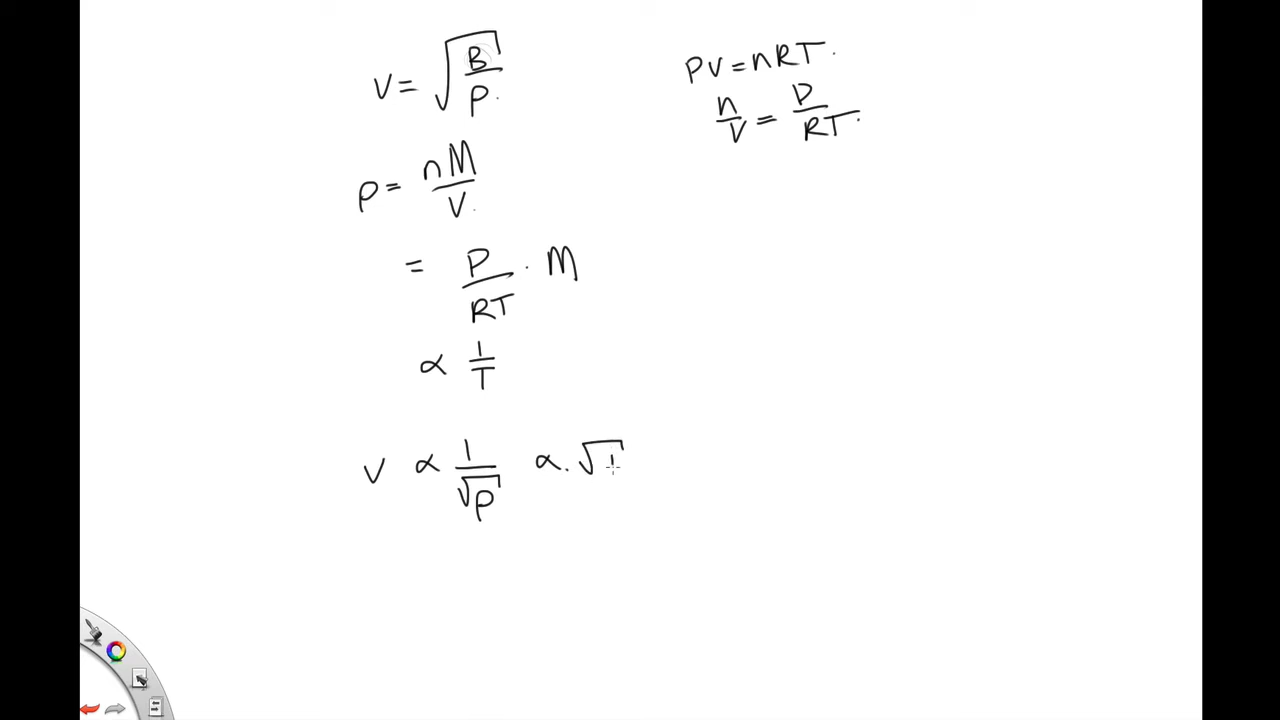 v = √(B/ρ)
ρ = nM/V
= P/RT · M
∝ 1/T
v ∝ 1/√ρ ∝ √
PV = nRT
n/V = P/RT